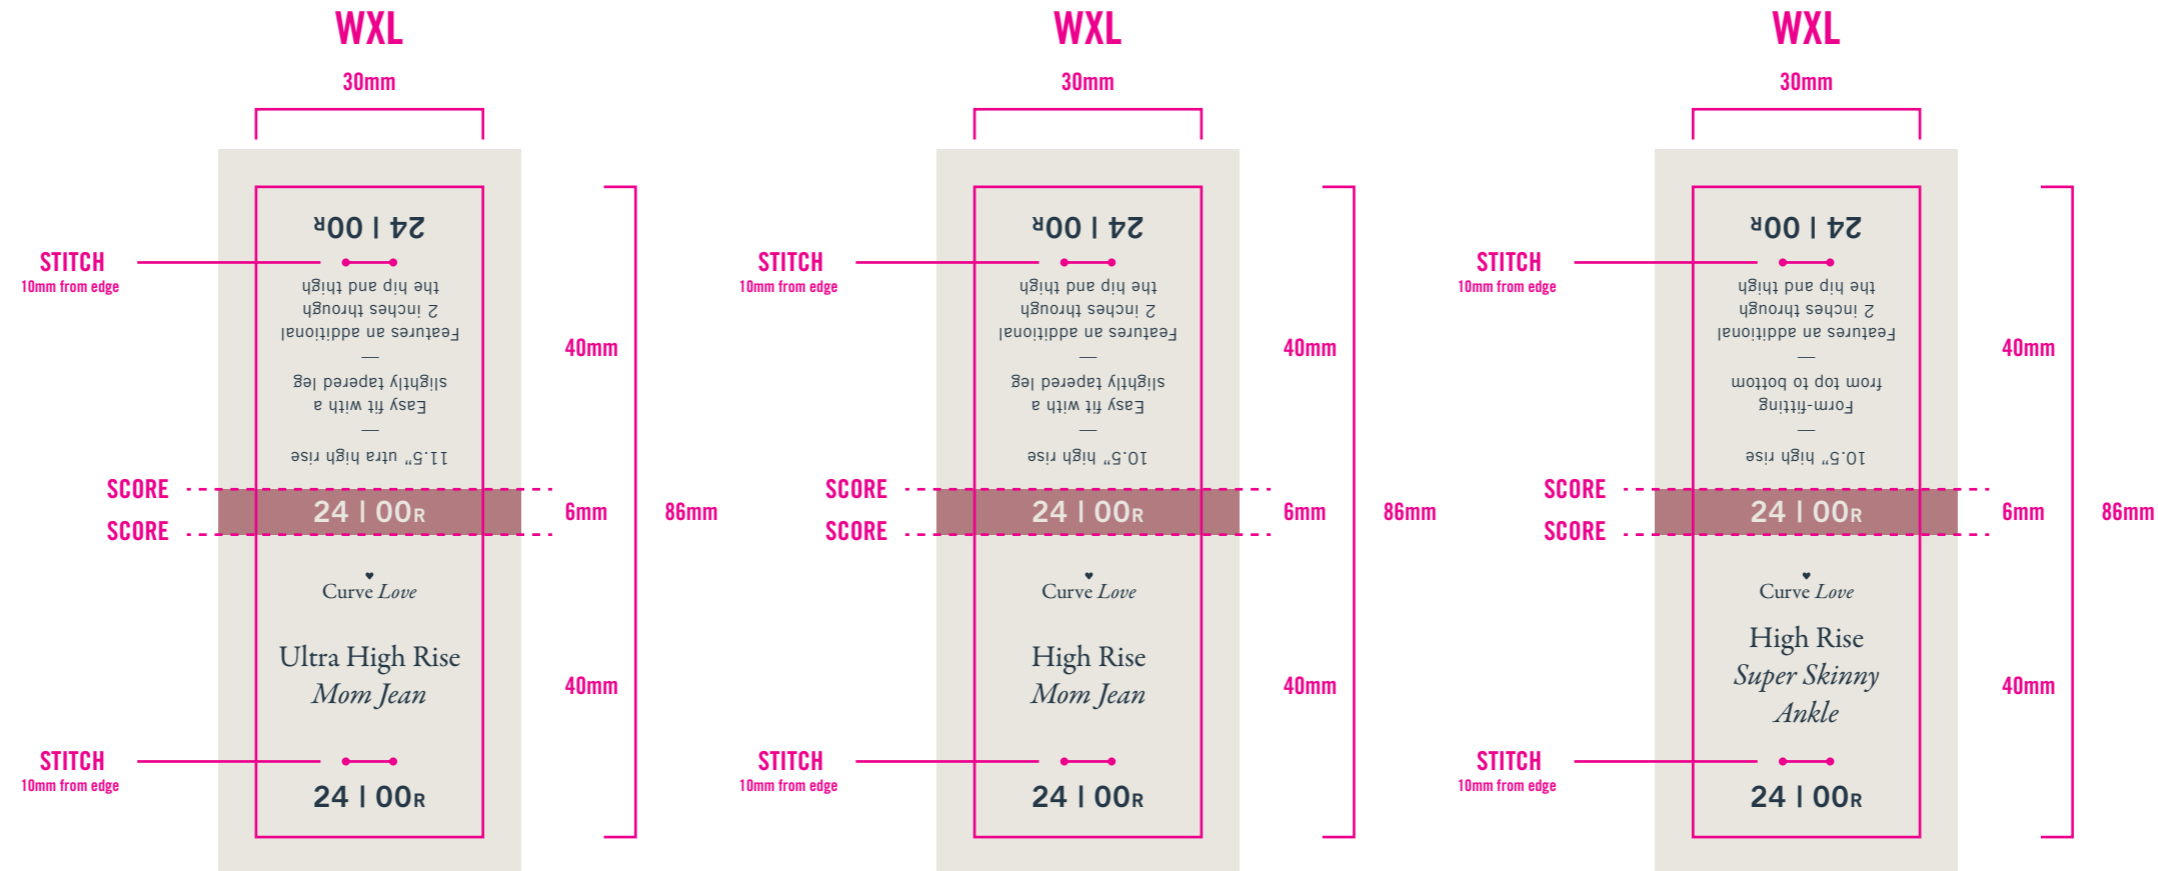 WXL
30mm
24 | 00R
STITCH
10mm from edge
the hip and thigh
2 inches through
Features an additional
—
slightly tapered leg
Easy fit with a
—
11.5” utra high rise
40mm
SCORE
24 | 00R
SCORE
6mm
86mm
Curve Love
Ultra High Rise
Mom Jean
40mm
STITCH
10mm from edge
24 | 00R
WXL
30mm
24 | 00R
STITCH
10mm from edge
the hip and thigh
2 inches through
Features an additional
—
slightly tapered leg
Easy fit with a
—
10.5” high rise
40mm
SCORE
24 | 00R
SCORE
6mm
86mm
Curve Love
High Rise
Mom Jean
40mm
STITCH
10mm from edge
24 | 00R
WXL
30mm
24 | 00R
STITCH
10mm from edge
the hip and thigh
2 inches through
Features an additional
—
from top to bottom
Form-fitting
—
10.5” high rise
40mm
SCORE
24 | 00R
SCORE
6mm
86mm
Curve Love
High Rise
Super Skinny
Ankle
40mm
STITCH
10mm from edge
24 | 00R